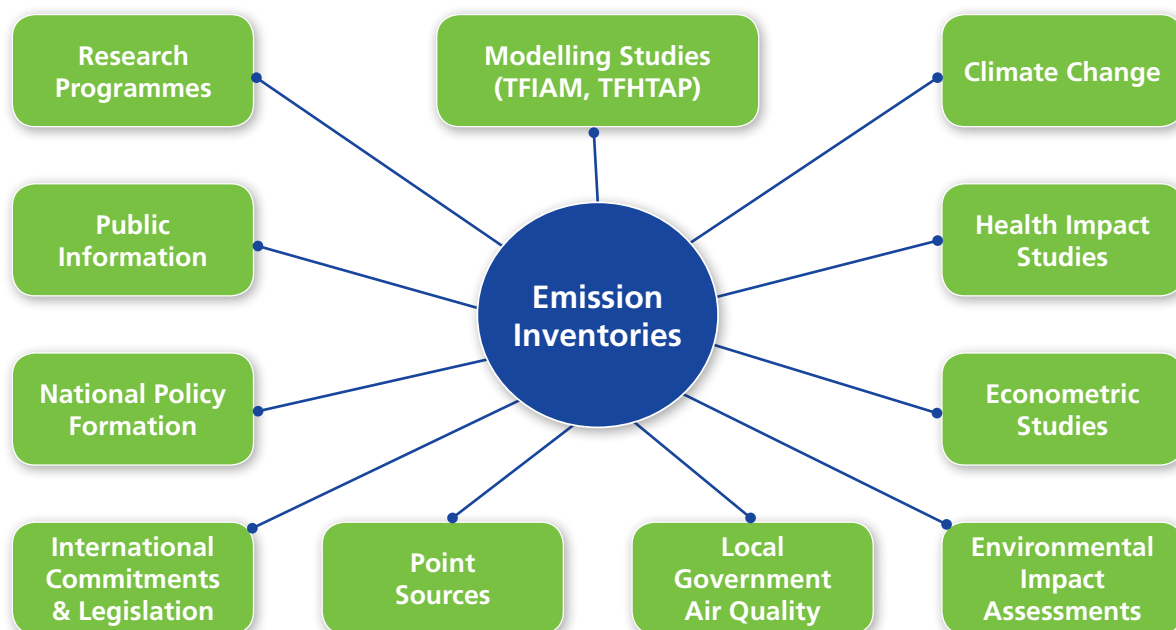 Research
Programmes
Modelling Studies
(TFIAM, TFHTAP)
Climate Change
Public
Information
Health Impact
Studies
Emission
Inventories
National Policy
Formation
Econometric
Studies
International
Commitments
& Legislation
Point
Sources
Local
Government
Air Quality
Environmental
Impact
Assessments